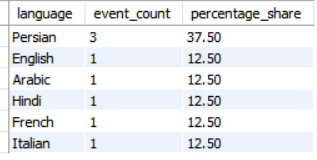 language event_count percentage_share
Persian 3 37.50
English 1 12.50
Arabic 1 12.50
Hindi 1 12.50
French 1 12.50
Italian 1 12.50